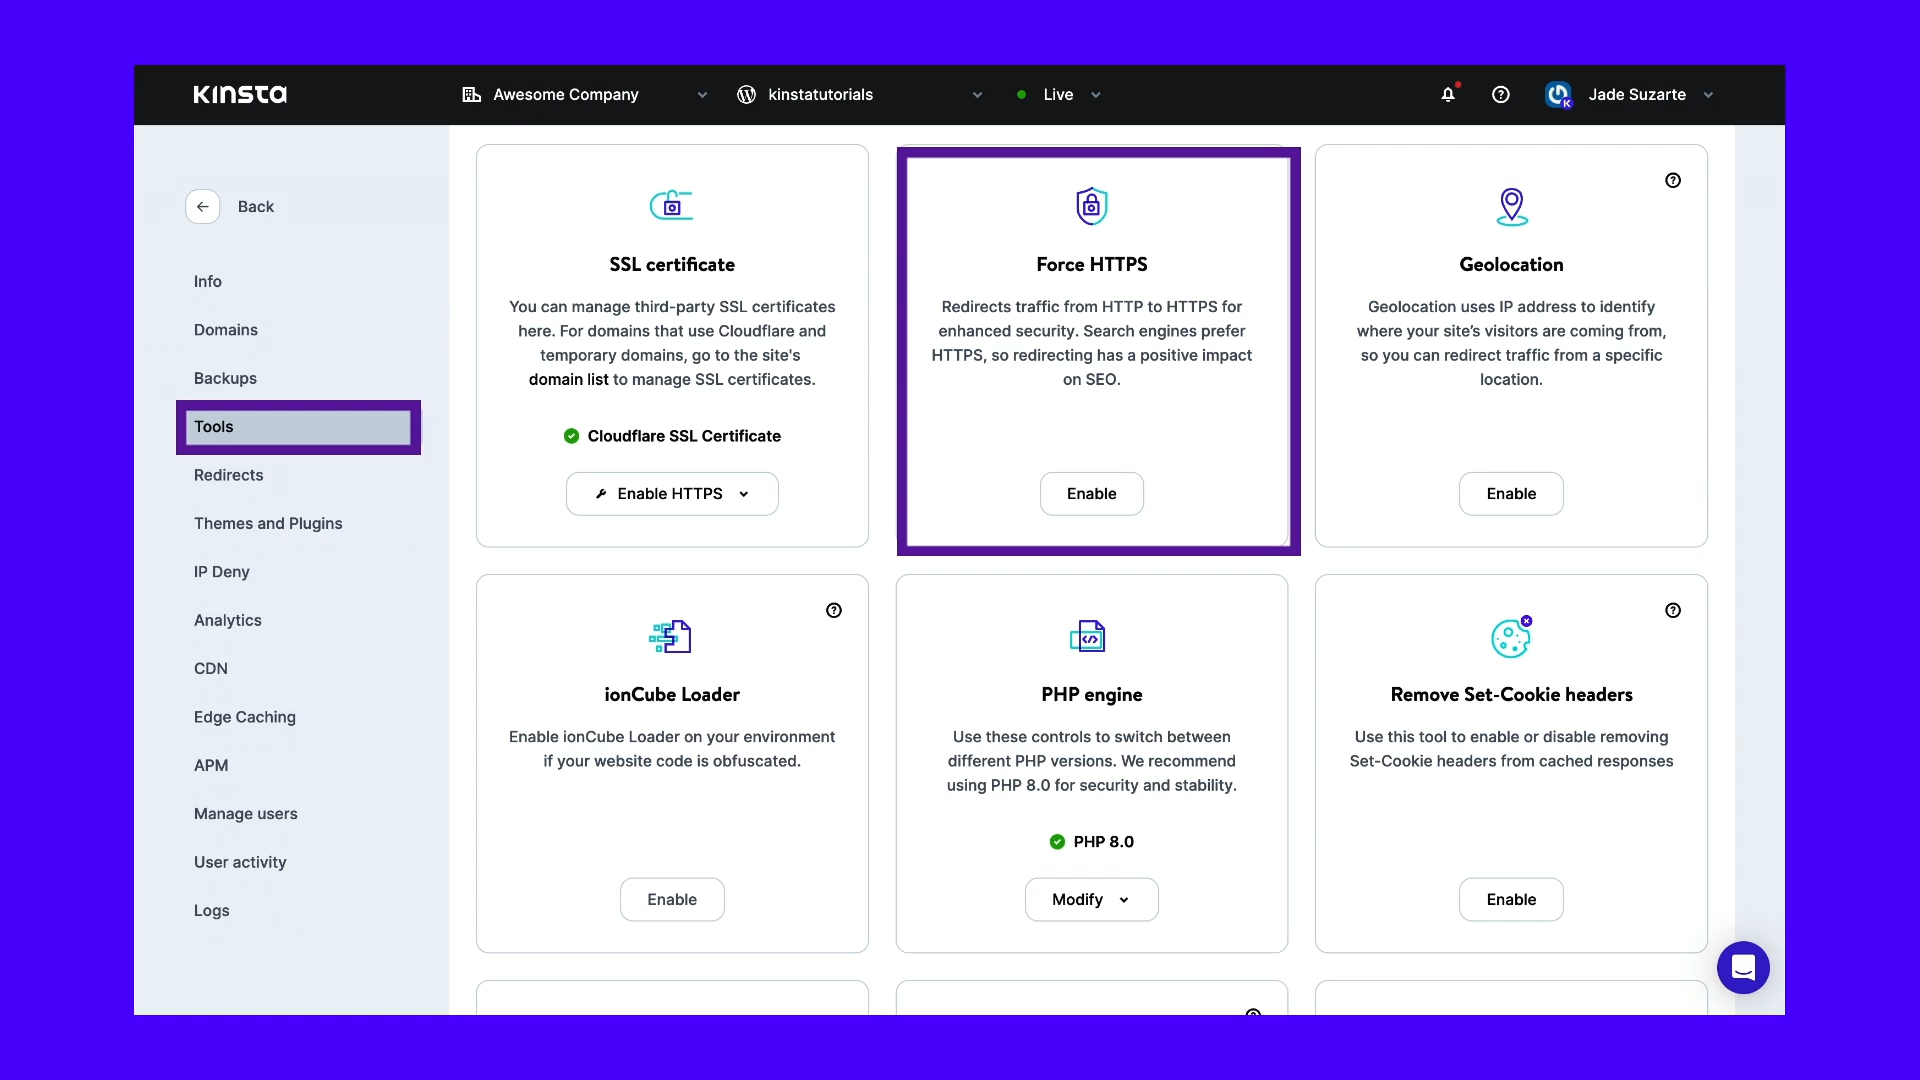 Kinsta
Awesome Company
kinstatutorials
Live
Jade Suzarte
Back
Info
Domains
Backups
Tools
Redirects
Themes and Plugins
IP Deny
Analytics
CDN
Edge Caching
APM
Manage users
User activity
Logs
SSL certificate
You can manage third-party SSL certificates
here. For domains that use Cloudflare and
temporary domains, go to the site's
domain list to manage SSL certificates.
Cloudflare SSL Certificate
Enable HTTPS
Force HTTPS
Redirects traffic from HTTP to HTTPS for
enhanced security. Search engines prefer
HTTPS, so redirecting has a positive impact
on SEO.
Enable
Geolocation
Geolocation uses IP address to identify
where your site’s visitors are coming from,
so you can redirect traffic from a specific
location.
Enable
ionCube Loader
Enable ionCube Loader on your environment
if your website code is obfuscated.
Enable
PHP engine
Use these controls to switch between
different PHP versions. We recommend
using PHP 8.0 for security and stability.
PHP 8.0
Modify
Remove Set-Cookie headers
Use this tool to enable or disable removing
Set-Cookie headers from cached responses
Enable